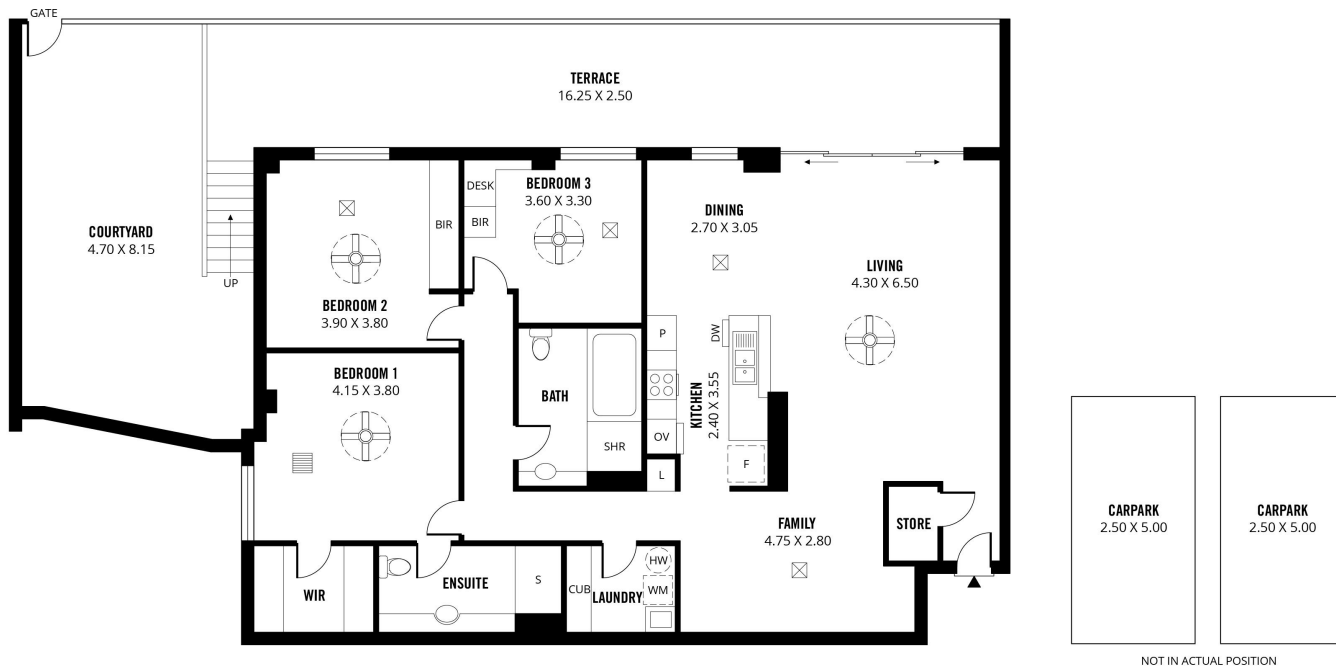 GATE
TERRACE
16.25 X 2.50
COURTYARD
4.70 X 8.15
UP
BEDROOM 2
3.90 X 3.80
BIR
DESK
BIR
BEDROOM 3
3.60 X 3.30
DINING
2.70 X 3.05
LIVING
4.30 X 6.50
BEDROOM 1
4.15 X 3.80
BATH
SHR
P
OV
L
KITCHEN
2.40 X 3.55
DW
F
FAMILY
4.75 X 2.80
STORE
WIR
ENSUITE
S
CUB
LAUNDRY
HW
WM
CARPARK
2.50 X 5.00
CARPARK
2.50 X 5.00
NOT IN ACTUAL POSITION